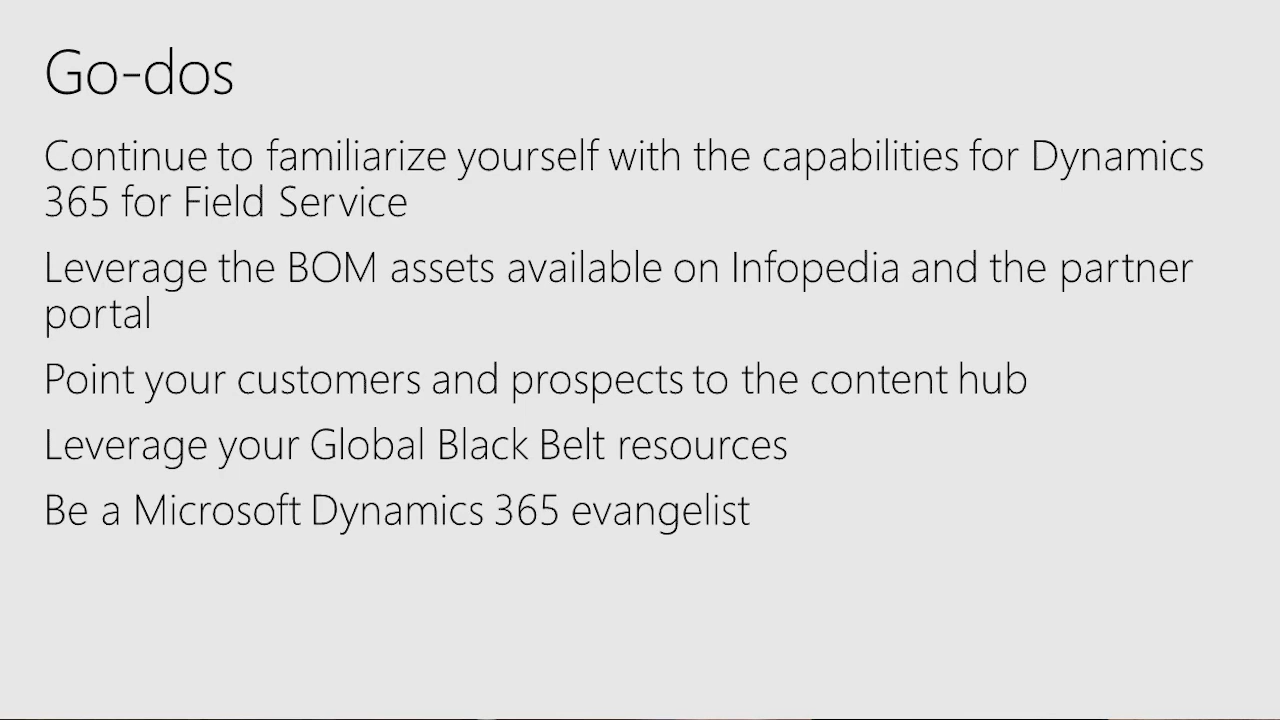 Go-dos
Continue to familiarize yourself with the capabilities for Dynamics
365 for Field Service
Leverage the BOM assets available on Infopedia and the partner
portal
Point your customers and prospects to the content hub
Leverage your Global Black Belt resources
Be a Microsoft Dynamics 365 evangelist